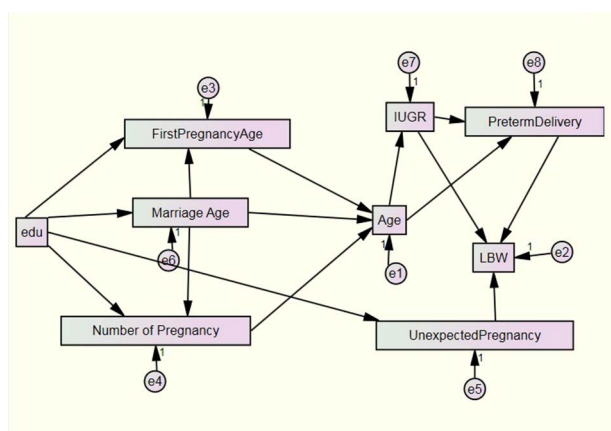 e7
e8
1
1
e3
1
IUGR
PretermDelivery
FirstPregnancyAge
Marriage Age
1
e6
edu
Age
1
e1
LBW
1
e2
Number of Pregnancy
1
e4
UnexpectedPregnancy
1
e5